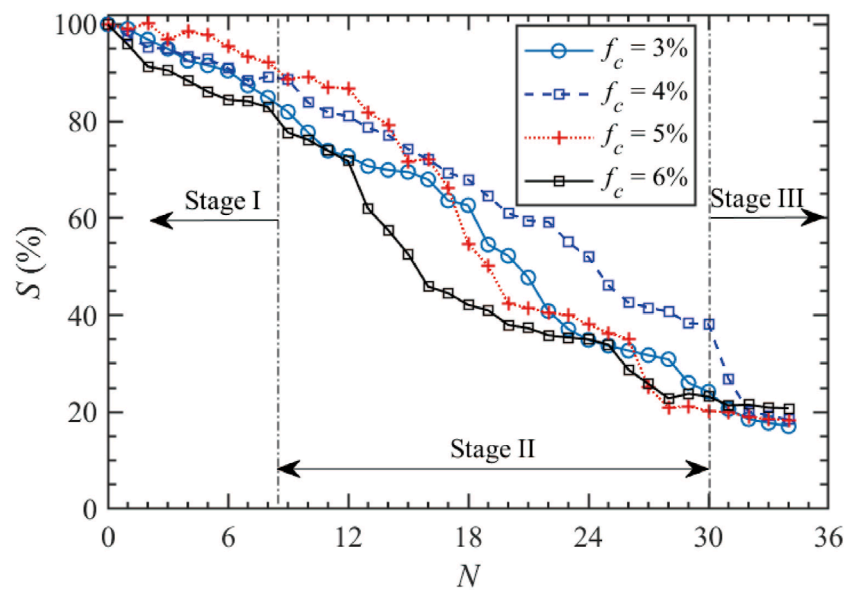 100
80
60
40
20
0
S (%)
f_c = 3%
f_c = 4%
f_c = 5%
f_c = 6%
Stage I
Stage III
Stage II
0 6 12 18 24 30 36
N